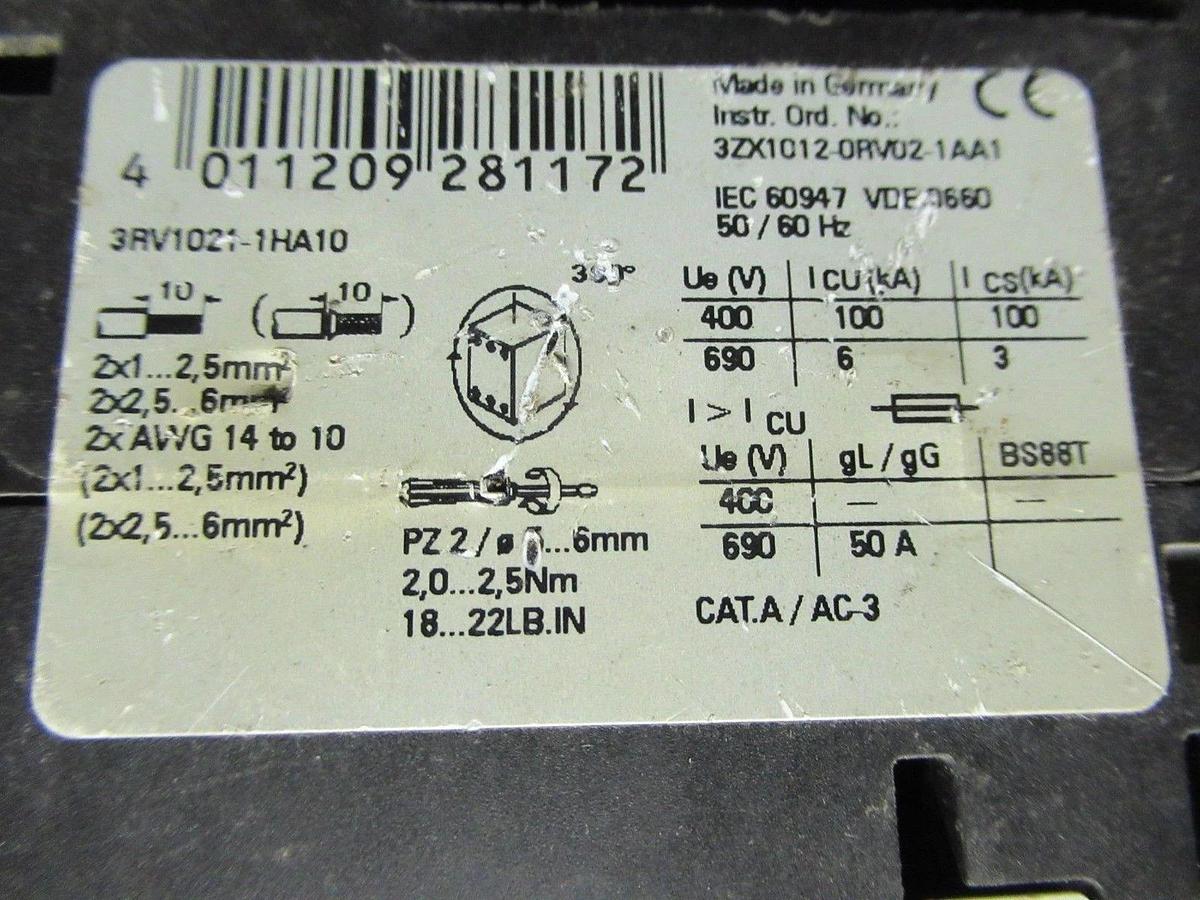 4 011209 281172
3RV1021-1HA10
10 ( 10 )
2x1...2,5mm²
2x2,5...6mm²
2x AWG 14 to 10
(2x1...2,5mm²)
(2x2,5...6mm²)
PZ 2 / ø ...6mm
2,0...2,5Nm
18...22LB.IN
Made in Germany CE
Instr. Ord. No.:
3ZX1012-0RV02-1AA1
IEC 60947 VDE 0660
50 / 60 Hz
Ue (V) I CU (kA) I CS(kA)
400 100 100
690 6 3
I > I CU
Ue (V) gL / gG BS88T
400 — —
690 50 A
CAT.A / AC-3